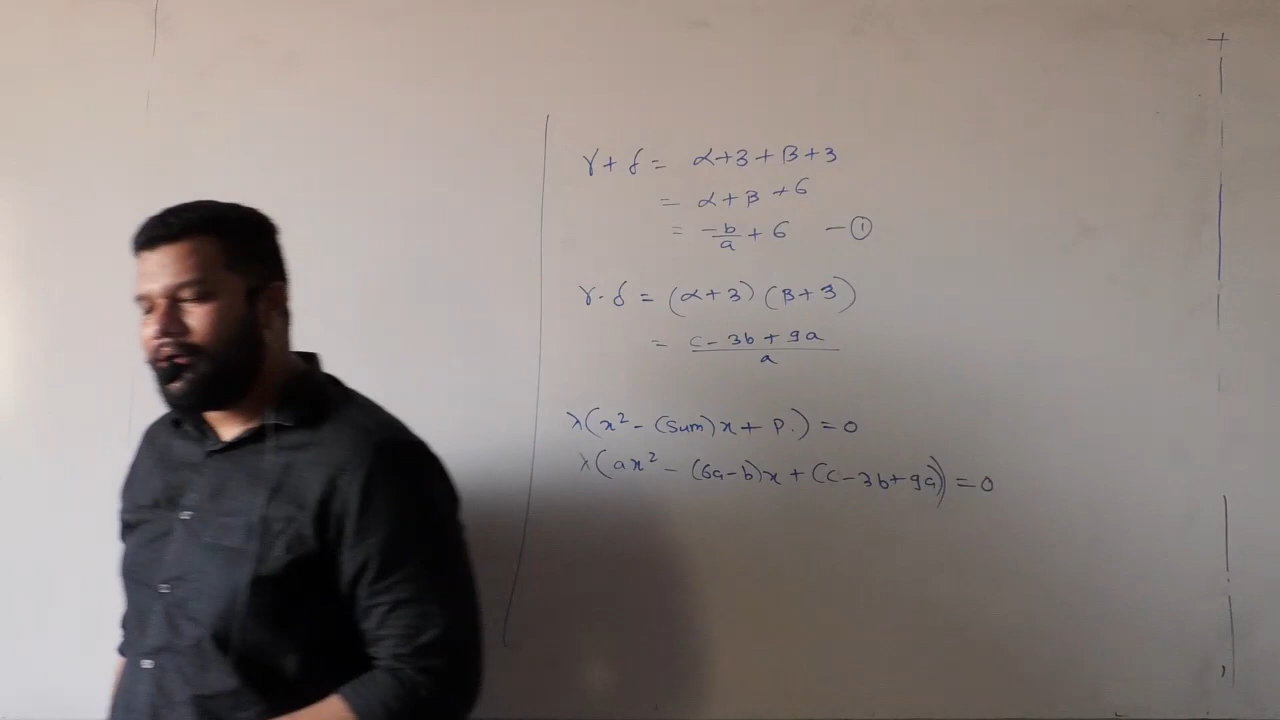 γ + δ = α+3 + β+3
= α+β +6
= -b/a + 6 - ①
γ · δ = (α+3) (β+3)
= c - 3b + 9a / a
λ(x² - (Sum)x + P.) = 0
λ(ax² - (6a-b)x + (c-3b+9a)) = 0